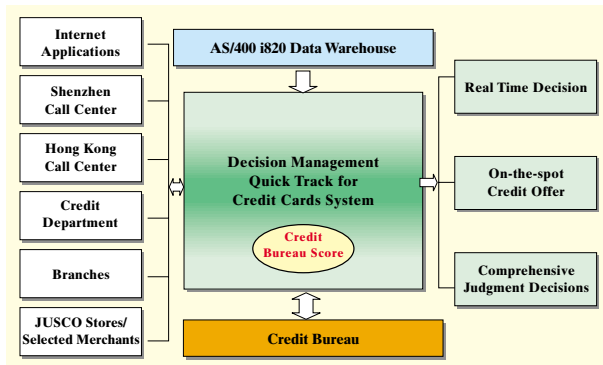 Internet
Applications
Shenzhen
Call Center
Hong Kong
Call Center
Credit
Department
Branches
JUSCO Stores/
Selected Merchants
AS/400 i820 Data Warehouse
Decision Management
Quick Track for
Credit Cards System
Credit
Bureau Score
Credit Bureau
Real Time Decision
On-the-spot
Credit Offer
Comprehensive
Judgment Decisions